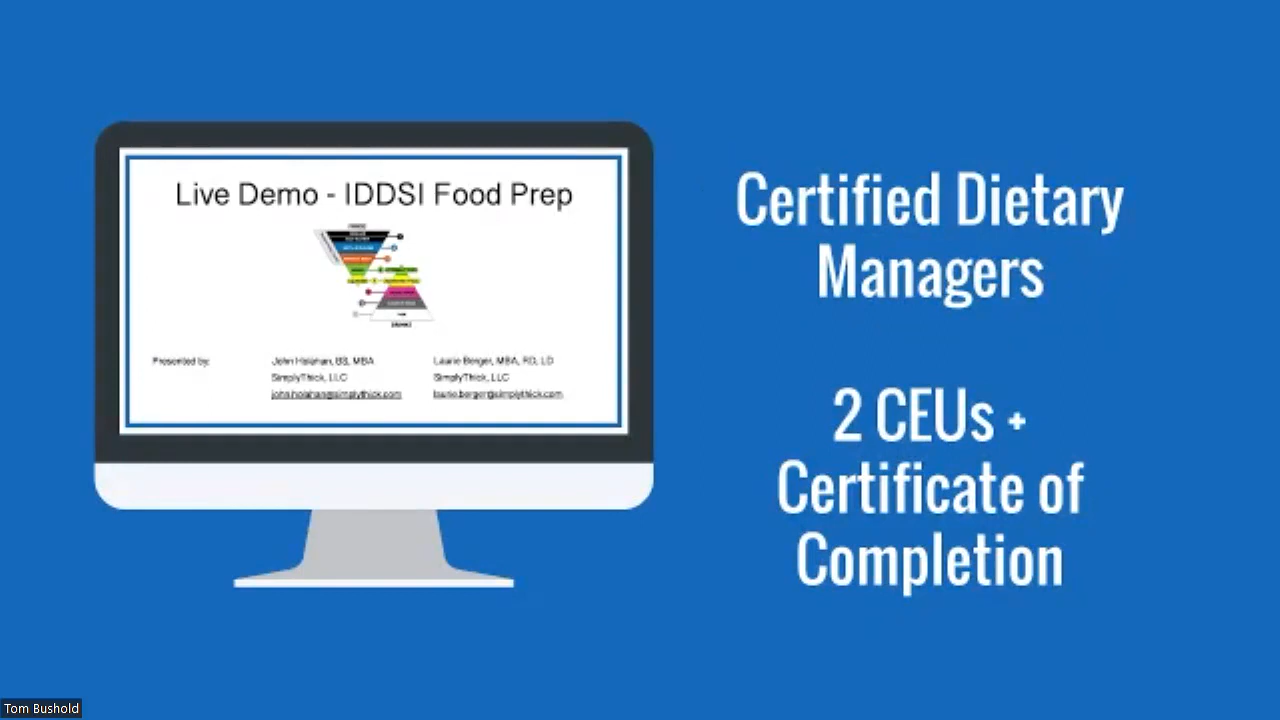 Live Demo - IDDSI Food Prep
Presented by:
John Holahan, BS, MBA
SimplyThick, LLC
john.holahan@simplythick.com
Laurie Berger, MBA, RD, LD
SimplyThick, LLC
laurie.berger@simplythick.com
Certified Dietary
Managers
2 CEUs +
Certificate of
Completion
Tom Bushold